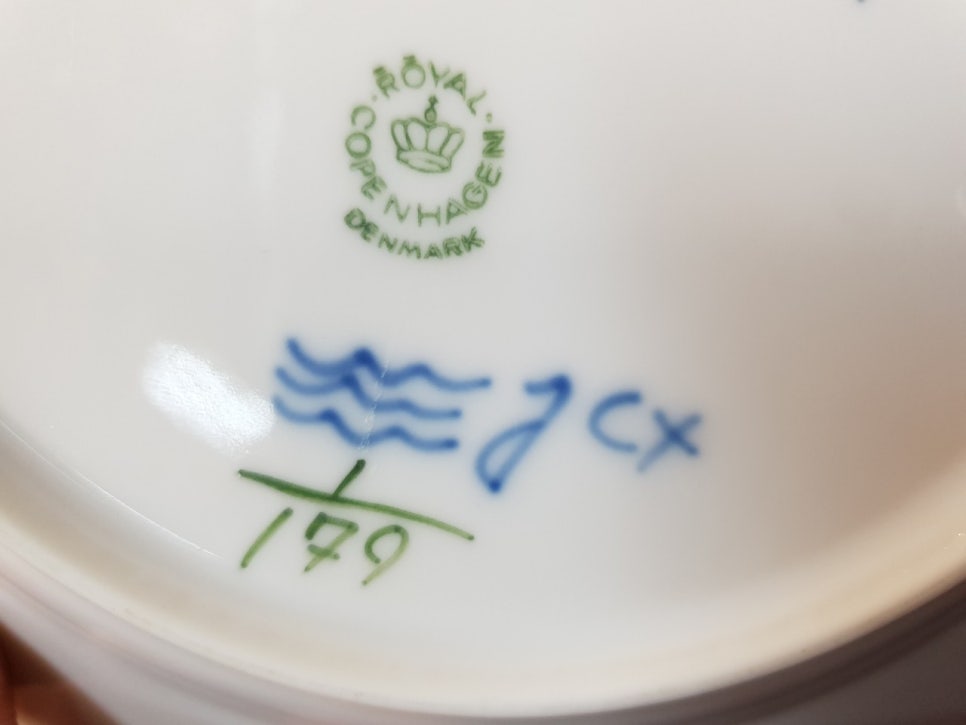 ROYAL COPENHAGEN
DENMARK
y cx
1
179